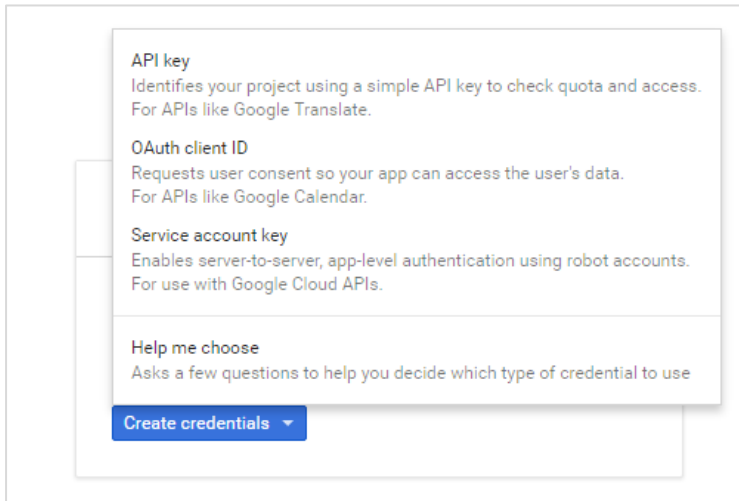 API key
Identifies your project using a simple API key to check quota and access.
For APIs like Google Translate.
OAuth client ID
Requests user consent so your app can access the user's data.
For APIs like Google Calendar.
Service account key
Enables server-to-server, app-level authentication using robot accounts.
For use with Google Cloud APIs.
Help me choose
Asks a few questions to help you decide which type of credential to use
Create credentials